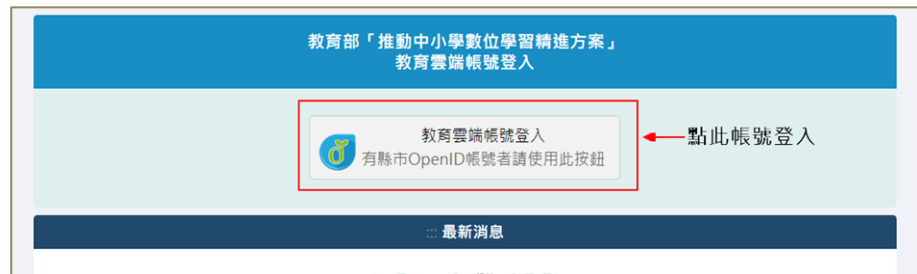 教育部「推動中小學數位學習精進方案」
教育雲端帳號登入
教育雲端帳號登入
有縣市OpenID帳號者請使用此按鈕
點此帳號登入
::: 最新消息